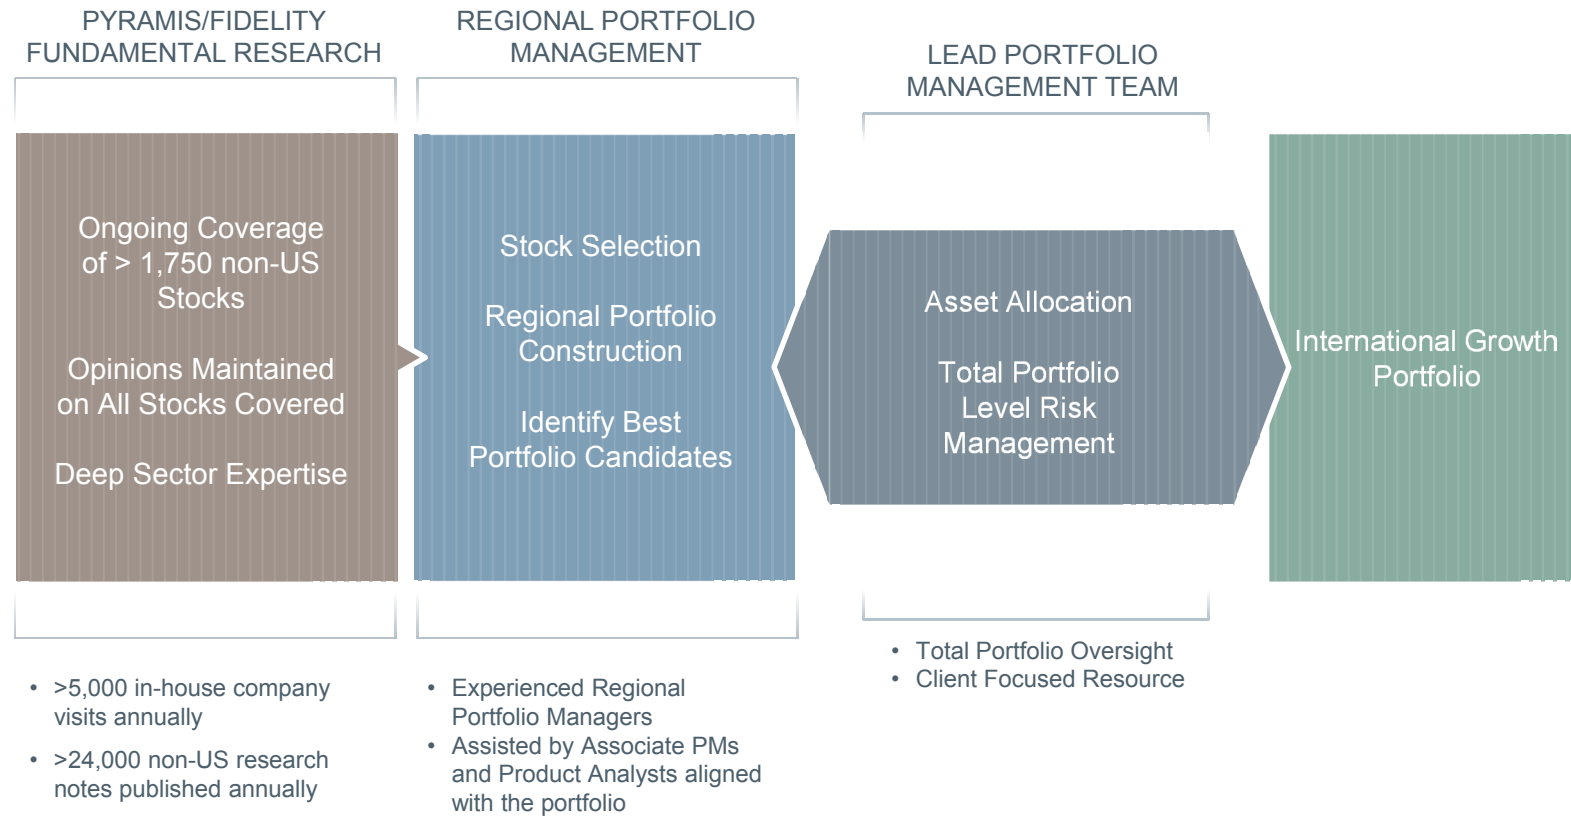 PYRAMIS/FIDELITY
FUNDAMENTAL RESEARCH
Ongoing Coverage
of > 1,750 non-US
Stocks
Opinions Maintained
on All Stocks Covered
Deep Sector Expertise
• >5,000 in-house company
visits annually
• >24,000 non-US research
notes published annually
REGIONAL PORTFOLIO
MANAGEMENT
Stock Selection
Regional Portfolio
Construction
Identify Best
Portfolio Candidates
• Experienced Regional
Portfolio Managers
• Assisted by Associate PMs
and Product Analysts aligned
with the portfolio
LEAD PORTFOLIO
MANAGEMENT TEAM
Asset Allocation
Total Portfolio
Level Risk
Management
• Total Portfolio Oversight
• Client Focused Resource
International Growth
Portfolio